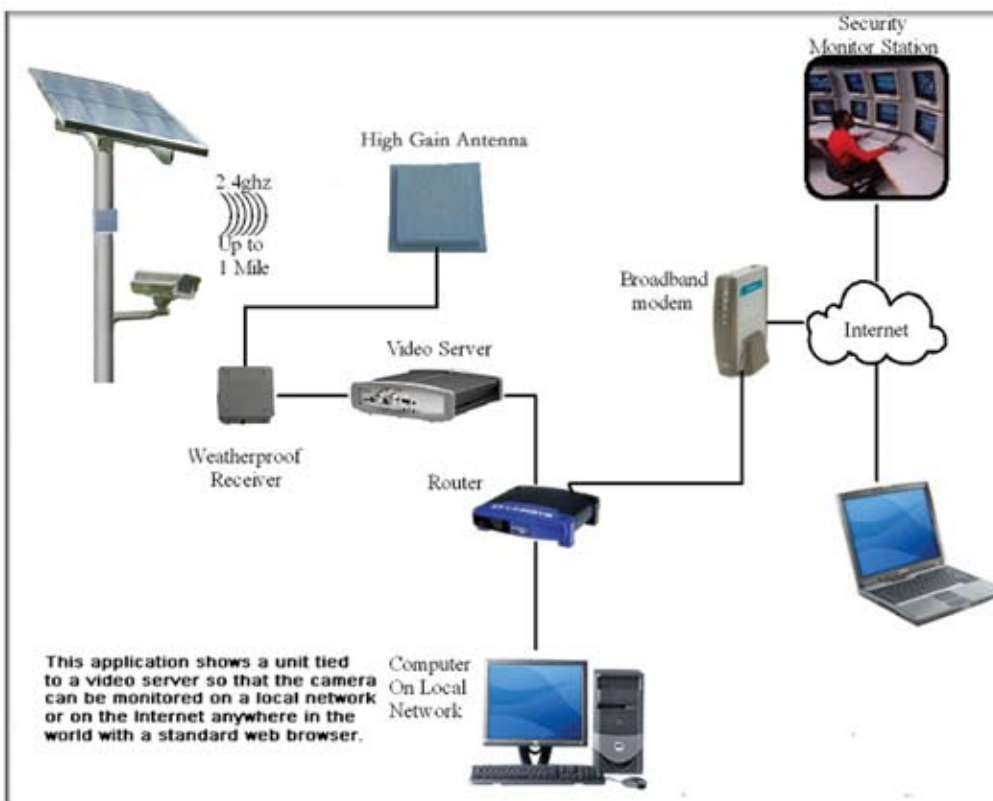 Security
Monitor Station
High Gain Antenna
2.4ghz
Up to
1 Mile
Broadband
modem
Internet
Video Server
Weatherproof
Receiver
Router
Computer
On Local
Network
This application shows a unit tied
to a video server so that the camera
can be monitored on a local network
or on the Internet anywhere in the
world with a standard web browser.